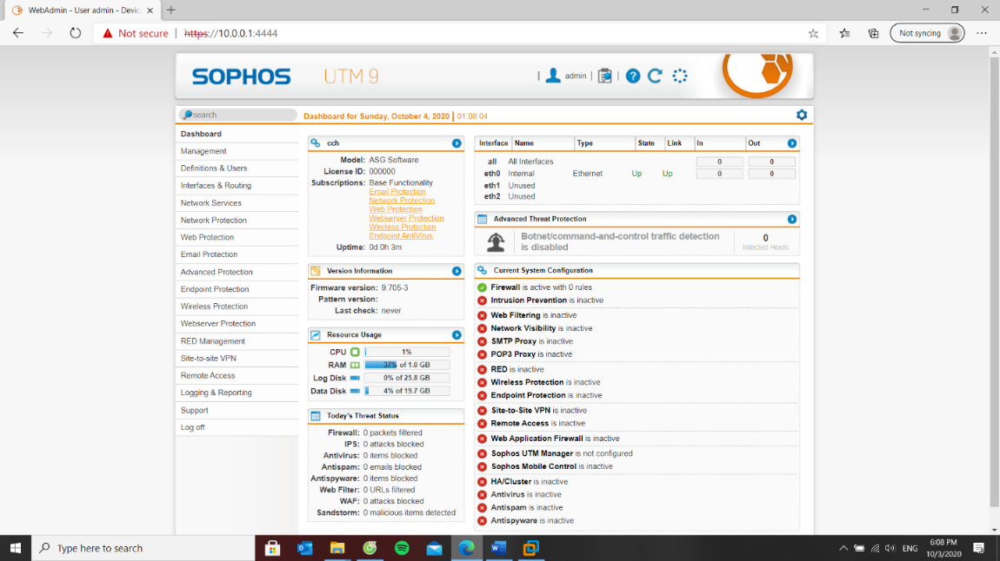 WebAdmin - User admin - Devic
Not secure | https://10.0.0.1:4444
Not syncing
SOPHOS UTM 9
| admin | |
search
Dashboard for Sunday, October 4, 2020 | 01:08:04
Dashboard
Management
Definitions & Users
Interfaces & Routing
Network Services
Network Protection
Web Protection
Email Protection
Advanced Protection
Endpoint Protection
Wireless Protection
Webserver Protection
RED Management
Site-to-site VPN
Remote Access
Logging & Reporting
Support
Log off
cch
Model: ASG Software
License ID: 000000
Subscriptions: Base Functionality
Email Protection
Network Protection
Web Protection
Webserver Protection
Wireless Protection
Endpoint AntiVirus
Uptime: 0d 0h 3m
Version Information
Firmware version: 9.705-3
Pattern version:
Last check: never
Resource Usage
CPU 1%
RAM 37% of 1.0 GB
Log Disk 0% of 25.8 GB
Data Disk 4% of 19.7 GB
Today's Threat Status
Firewall: 0 packets filtered
IPS: 0 attacks blocked
Antivirus: 0 items blocked
Antispam: 0 emails blocked
Antispyware: 0 items blocked
Web Filter: 0 URLs filtered
WAF: 0 attacks blocked
Sandstorm: 0 malicious items detected
Interface Name Type State Link In Out
all All Interfaces 0 0
eth0 Internal Ethernet Up Up 0 0
eth1 Unused
eth2 Unused
Advanced Threat Protection
Botnet/command-and-control traffic detection
is disabled
0
Infected Hosts
Current System Configuration
Firewall is active with 0 rules
Intrusion Prevention is inactive
Web Filtering is inactive
Network Visibility is inactive
SMTP Proxy is inactive
POP3 Proxy is inactive
RED is inactive
Wireless Protection is inactive
Endpoint Protection is inactive
Site-to-Site VPN is inactive
Remote Access is inactive
Web Application Firewall is inactive
Sophos UTM Manager is not configured
Sophos Mobile Control is inactive
HA/Cluster is inactive
Antivirus is inactive
Antispam is inactive
Antispyware is inactive
Type here to search
ENG
6:08 PM
10/3/2020